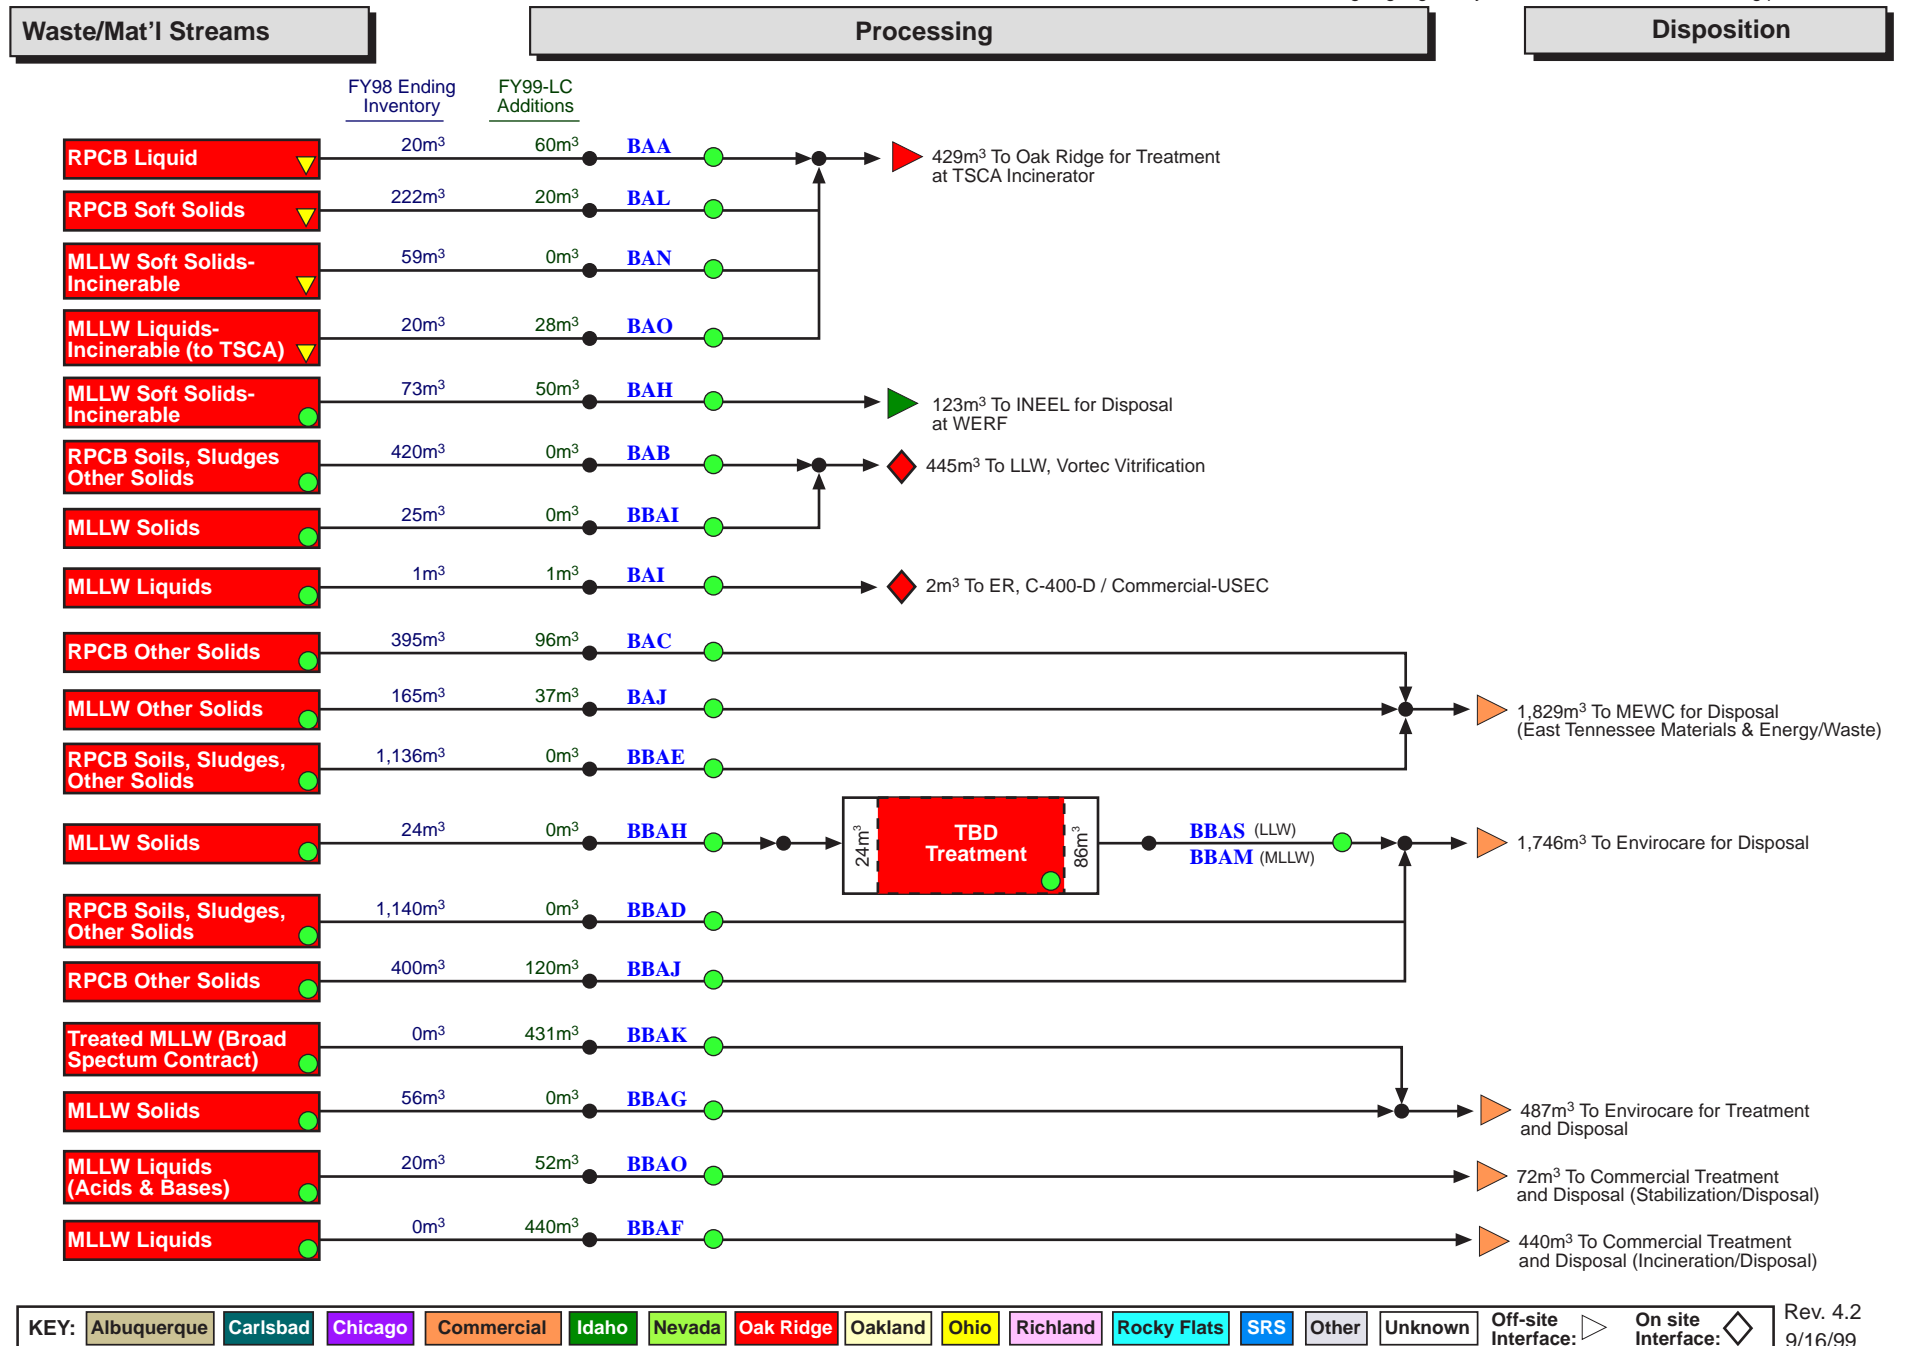 Waste/Mat'l Streams
Processing
Disposition
FY98 Ending
Inventory
FY99-LC
Additions
RPCB Liquid
20m³
60m³
BAA
429m³ To Oak Ridge for Treatment
at TSCA Incinerator
RPCB Soft Solids
222m³
20m³
BAL
MLLW Soft Solids-
Incinerable
59m³
0m³
BAN
MLLW Liquids-
Incinerable (to TSCA)
20m³
28m³
BAO
MLLW Soft Solids-
Incinerable
73m³
50m³
BAH
123m³ To INEEL for Disposal
at WERF
RPCB Soils, Sludges
Other Solids
420m³
0m³
BAB
445m³ To LLW, Vortec Vitrification
MLLW Solids
25m³
0m³
BBAI
MLLW Liquids
1m³
1m³
BAI
2m³ To ER, C-400-D / Commercial-USEC
RPCB Other Solids
395m³
96m³
BAC
MLLW Other Solids
165m³
37m³
BAJ
1,829m³ To MEWC for Disposal
(East Tennessee Materials & Energy/Waste)
RPCB Soils, Sludges,
Other Solids
1,136m³
0m³
BBAE
MLLW Solids
24m³
0m³
BBAH
24m³
TBD
Treatment
86m³
BBAS (LLW)
BBAM (MLLW)
1,746m³ To Envirocare for Disposal
RPCB Soils, Sludges,
Other Solids
1,140m³
0m³
BBAD
RPCB Other Solids
400m³
120m³
BBAJ
Treated MLLW (Broad
Spectum Contract)
0m³
431m³
BBAK
MLLW Solids
56m³
0m³
BBAG
487m³ To Envirocare for Treatment
and Disposal
MLLW Liquids
(Acids & Bases)
20m³
52m³
BBAO
72m³ To Commercial Treatment
and Disposal (Stabilization/Disposal)
MLLW Liquids
0m³
440m³
BBAF
440m³ To Commercial Treatment
and Disposal (Incineration/Disposal)
KEY: Albuquerque Carlsbad Chicago Commercial Idaho Nevada Oak Ridge Oakland Ohio Richland Rocky Flats SRS Other Unknown
Off-site
Interface:
On site
Interface:
Rev. 4.2
9/16/99